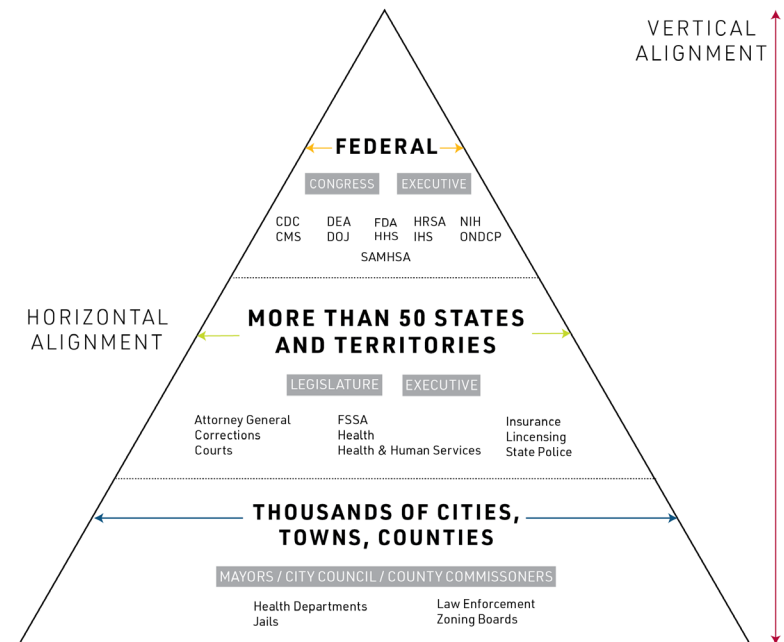 VERTICAL
ALIGNMENT
FEDERAL
CONGRESS EXECUTIVE
CDC DEA FDA HRSA NIH
CMS DOJ HHS IHS ONDCP
SAMHSA
HORIZONTAL
ALIGNMENT
MORE THAN 50 STATES
AND TERRITORIES
LEGISLATURE EXECUTIVE
Attorney General FSSA Insurance
Corrections Health Lincensing
Courts Health & Human Services State Police
THOUSANDS OF CITIES,
TOWNS, COUNTIES
MAYORS / CITY COUNCIL / COUNTY COMMISSONERS
Health Departments Law Enforcement
Jails Zoning Boards